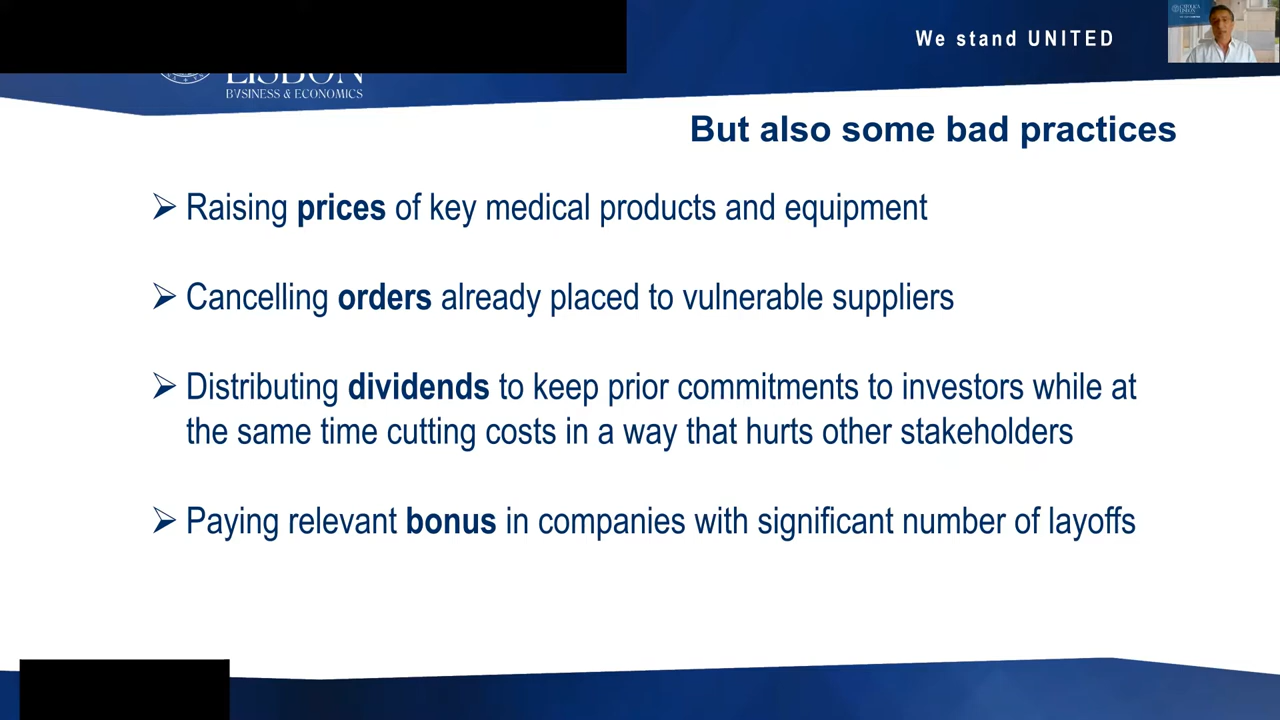 We stand UNITED
LISBON
BUSINESS & ECONOMICS
But also some bad practices
➢ Raising prices of key medical products and equipment
➢ Cancelling orders already placed to vulnerable suppliers
➢ Distributing dividends to keep prior commitments to investors while at
the same time cutting costs in a way that hurts other stakeholders
➢ Paying relevant bonus in companies with significant number of layoffs